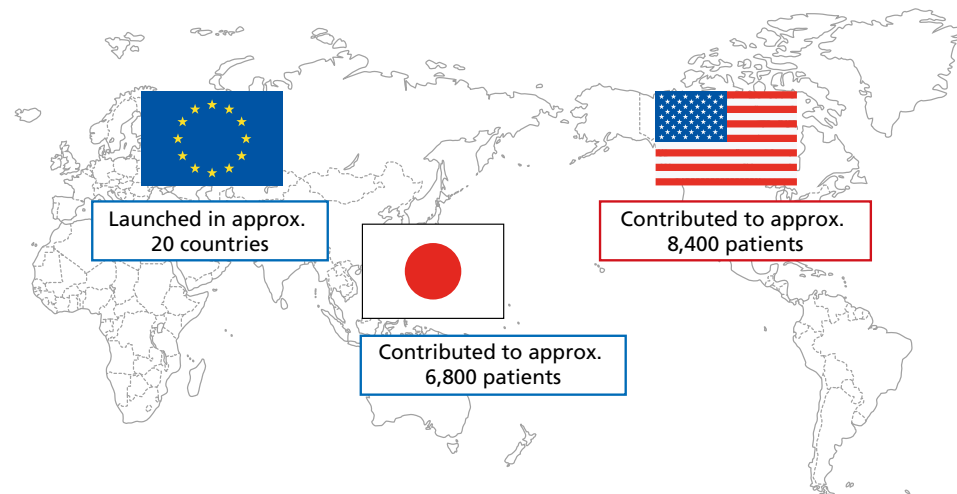 Launched in approx.
20 countries
Contributed to approx.
8,400 patients
Contributed to approx.
6,800 patients